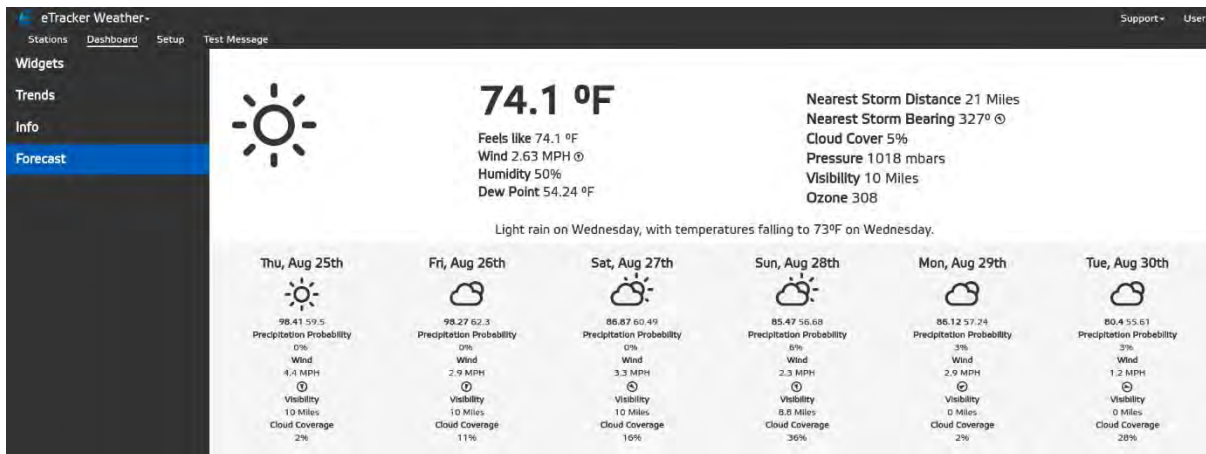 eTracker Weather
Support User
Stations Dashboard Setup Test Message
Widgets
Trends
Info
Forecast
74.1 ºF
Feels like 74.1 ºF
Wind 2.63 MPH
Humidity 50%
Dew Point 54.24 ºF
Nearest Storm Distance 21 Miles
Nearest Storm Bearing 327º
Cloud Cover 5%
Pressure 1018 mbars
Visibility 10 Miles
Ozone 308
Light rain on Wednesday, with temperatures falling to 73ºF on Wednesday.
Thu, Aug 25th
98.41 59.5
Precipitation Probability
0%
Wind
4.4 MPH
Visibility
10 Miles
Cloud Coverage
2%
Fri, Aug 26th
98.27 62.3
Precipitation Probability
0%
Wind
2.9 MPH
Visibility
10 Miles
Cloud Coverage
11%
Sat, Aug 27th
86.87 60.49
Precipitation Probability
0%
Wind
3.3 MPH
Visibility
10 Miles
Cloud Coverage
16%
Sun, Aug 28th
85.47 56.68
Precipitation Probability
6%
Wind
2.3 MPH
Visibility
8.8 Miles
Cloud Coverage
36%
Mon, Aug 29th
86.12 57.24
Precipitation Probability
3%
Wind
2.9 MPH
Visibility
0 Miles
Cloud Coverage
2%
Tue, Aug 30th
80.4 55.61
Precipitation Probability
3%
Wind
1.2 MPH
Visibility
0 Miles
Cloud Coverage
28%